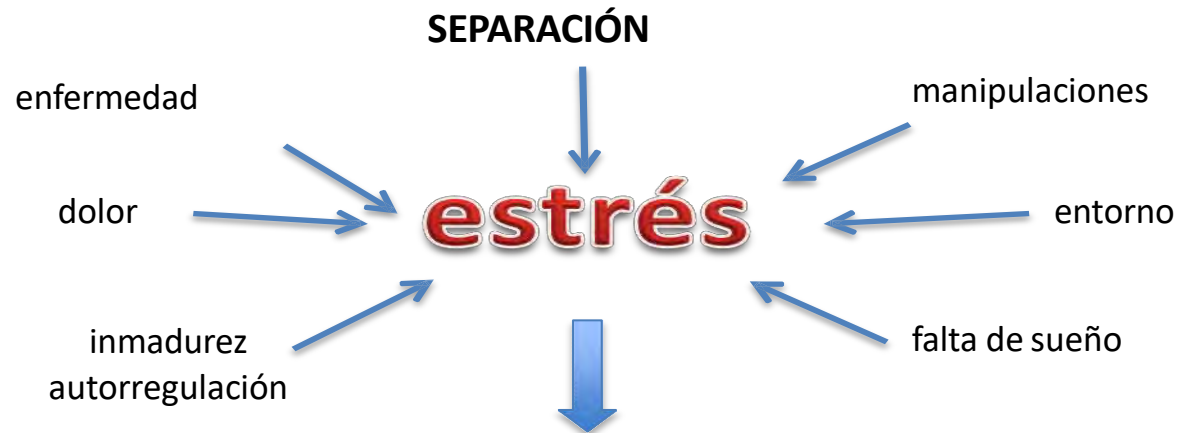 SEPARACIÓN
enfermedad
manipulaciones
dolor
estrés
entorno
inmadurez
autorregulación
falta de sueño